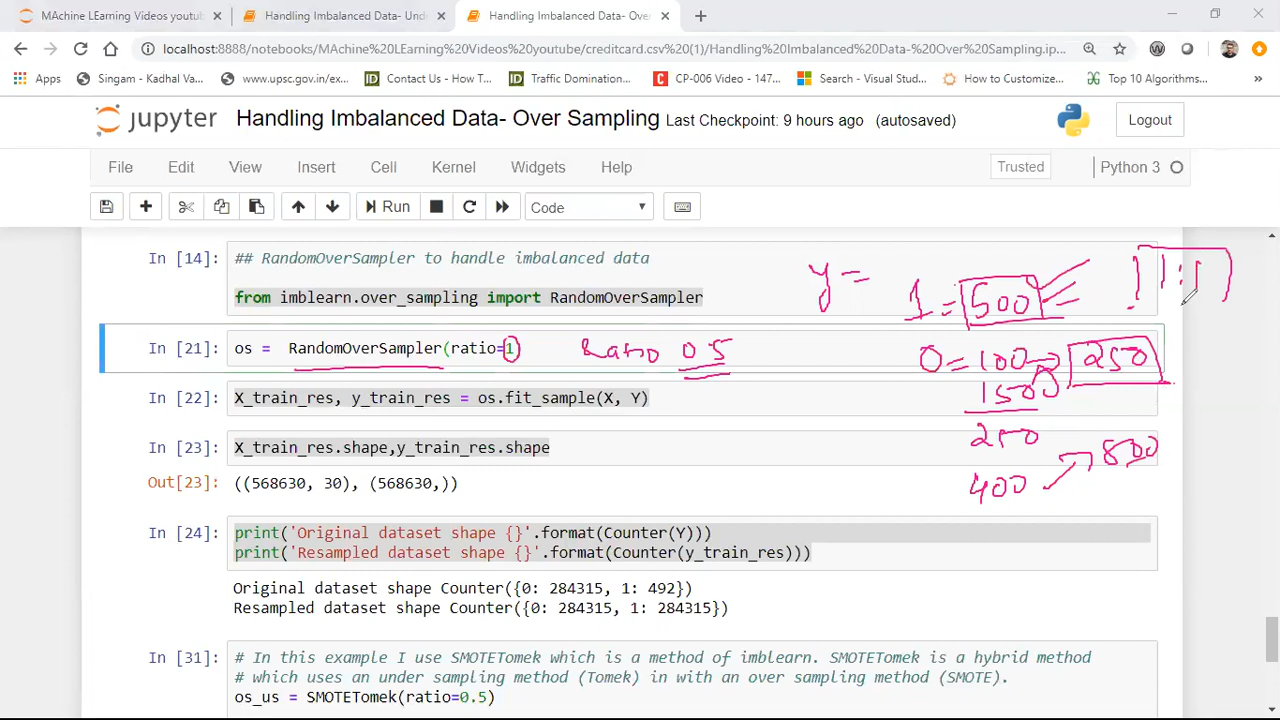 MAchine LEarning Videos youtub
Handling Imbalanced Data- Und
Handling Imbalanced Data- Over
localhost:8888/notebooks/MAchine%20LEarning%20Videos%20youtube/creditcard.csv%20(1)/Handling%20Imbalanced%20Data-%20Over%20Sampling.ip...
Apps
Singam - Kadhal Va...
www.upsc.gov.in/ex...
Contact Us - How T...
Traffic Domination...
CP-006 Video - 147...
Search - Visual Stud...
How to Customize...
Top 10 Algorithms...
jupyter
Handling Imbalanced Data- Over Sampling
Last Checkpoint: 9 hours ago (autosaved)
Logout
File Edit View Insert Cell Kernel Widgets Help
Trusted
Python 3
Run
Code
In [14]:
## RandomOverSampler to handle imbalanced data
from imblearn.over_sampling import RandomOverSampler
y =
1 = 500
1:1
In [21]:
os = RandomOverSampler(ratio=1)
Ratio 0.5
0 = 100 250
150
250
400 500
In [22]:
X_train_res, y_train_res = os.fit_sample(X, Y)
In [23]:
X_train_res.shape,y_train_res.shape
Out[23]:
((568630, 30), (568630,))
In [24]:
print('Original dataset shape {}'.format(Counter(Y)))
print('Resampled dataset shape {}'.format(Counter(y_train_res)))
Original dataset shape Counter({0: 284315, 1: 492})
Resampled dataset shape Counter({0: 284315, 1: 284315})
In [31]:
# In this example I use SMOTETomek which is a method of imblearn. SMOTETomek is a hybrid method
# which uses an under sampling method (Tomek) in with an over sampling method (SMOTE).
os_us = SMOTETomek(ratio=0.5)